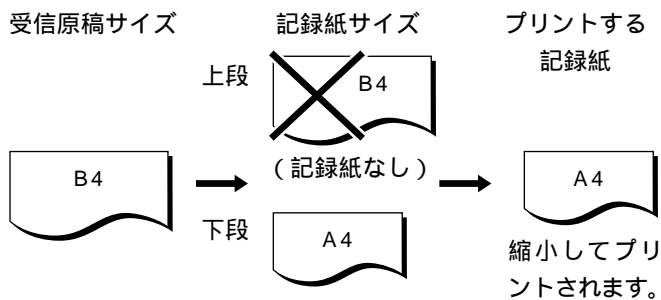 受信原稿サイズ
記録紙サイズ
プリントする
記録紙
上段
B4
B4
(記録紙なし)
下段
A4
A4
縮小してプリ
ントされます。